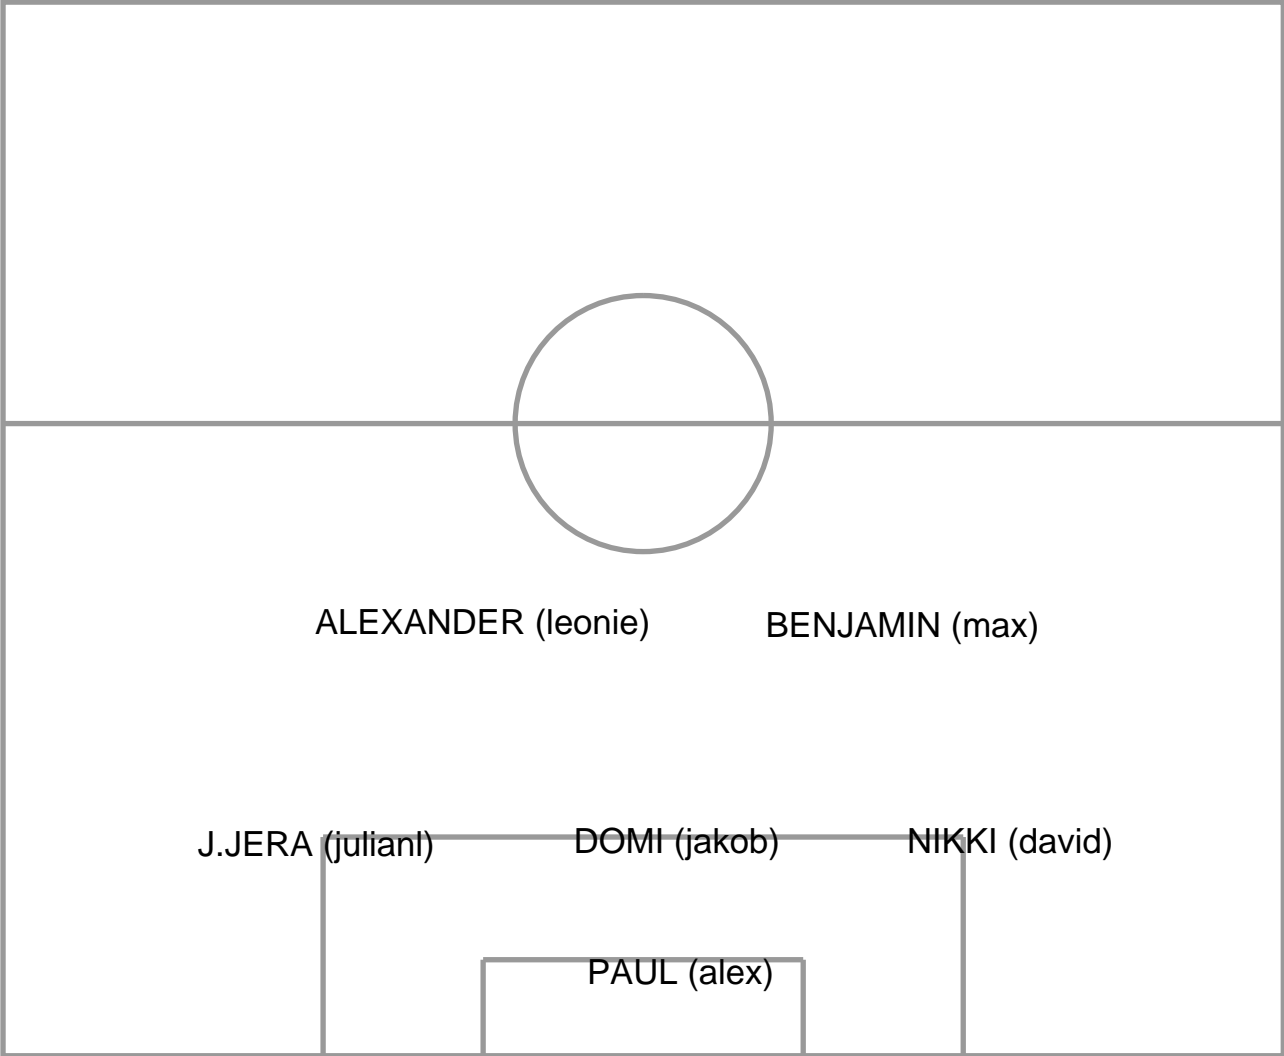 ALEXANDER (leonie)
BENJAMIN (max)
J.JERA (julianl)
DOMI (jakob)
NIKKI (david)
PAUL (alex)